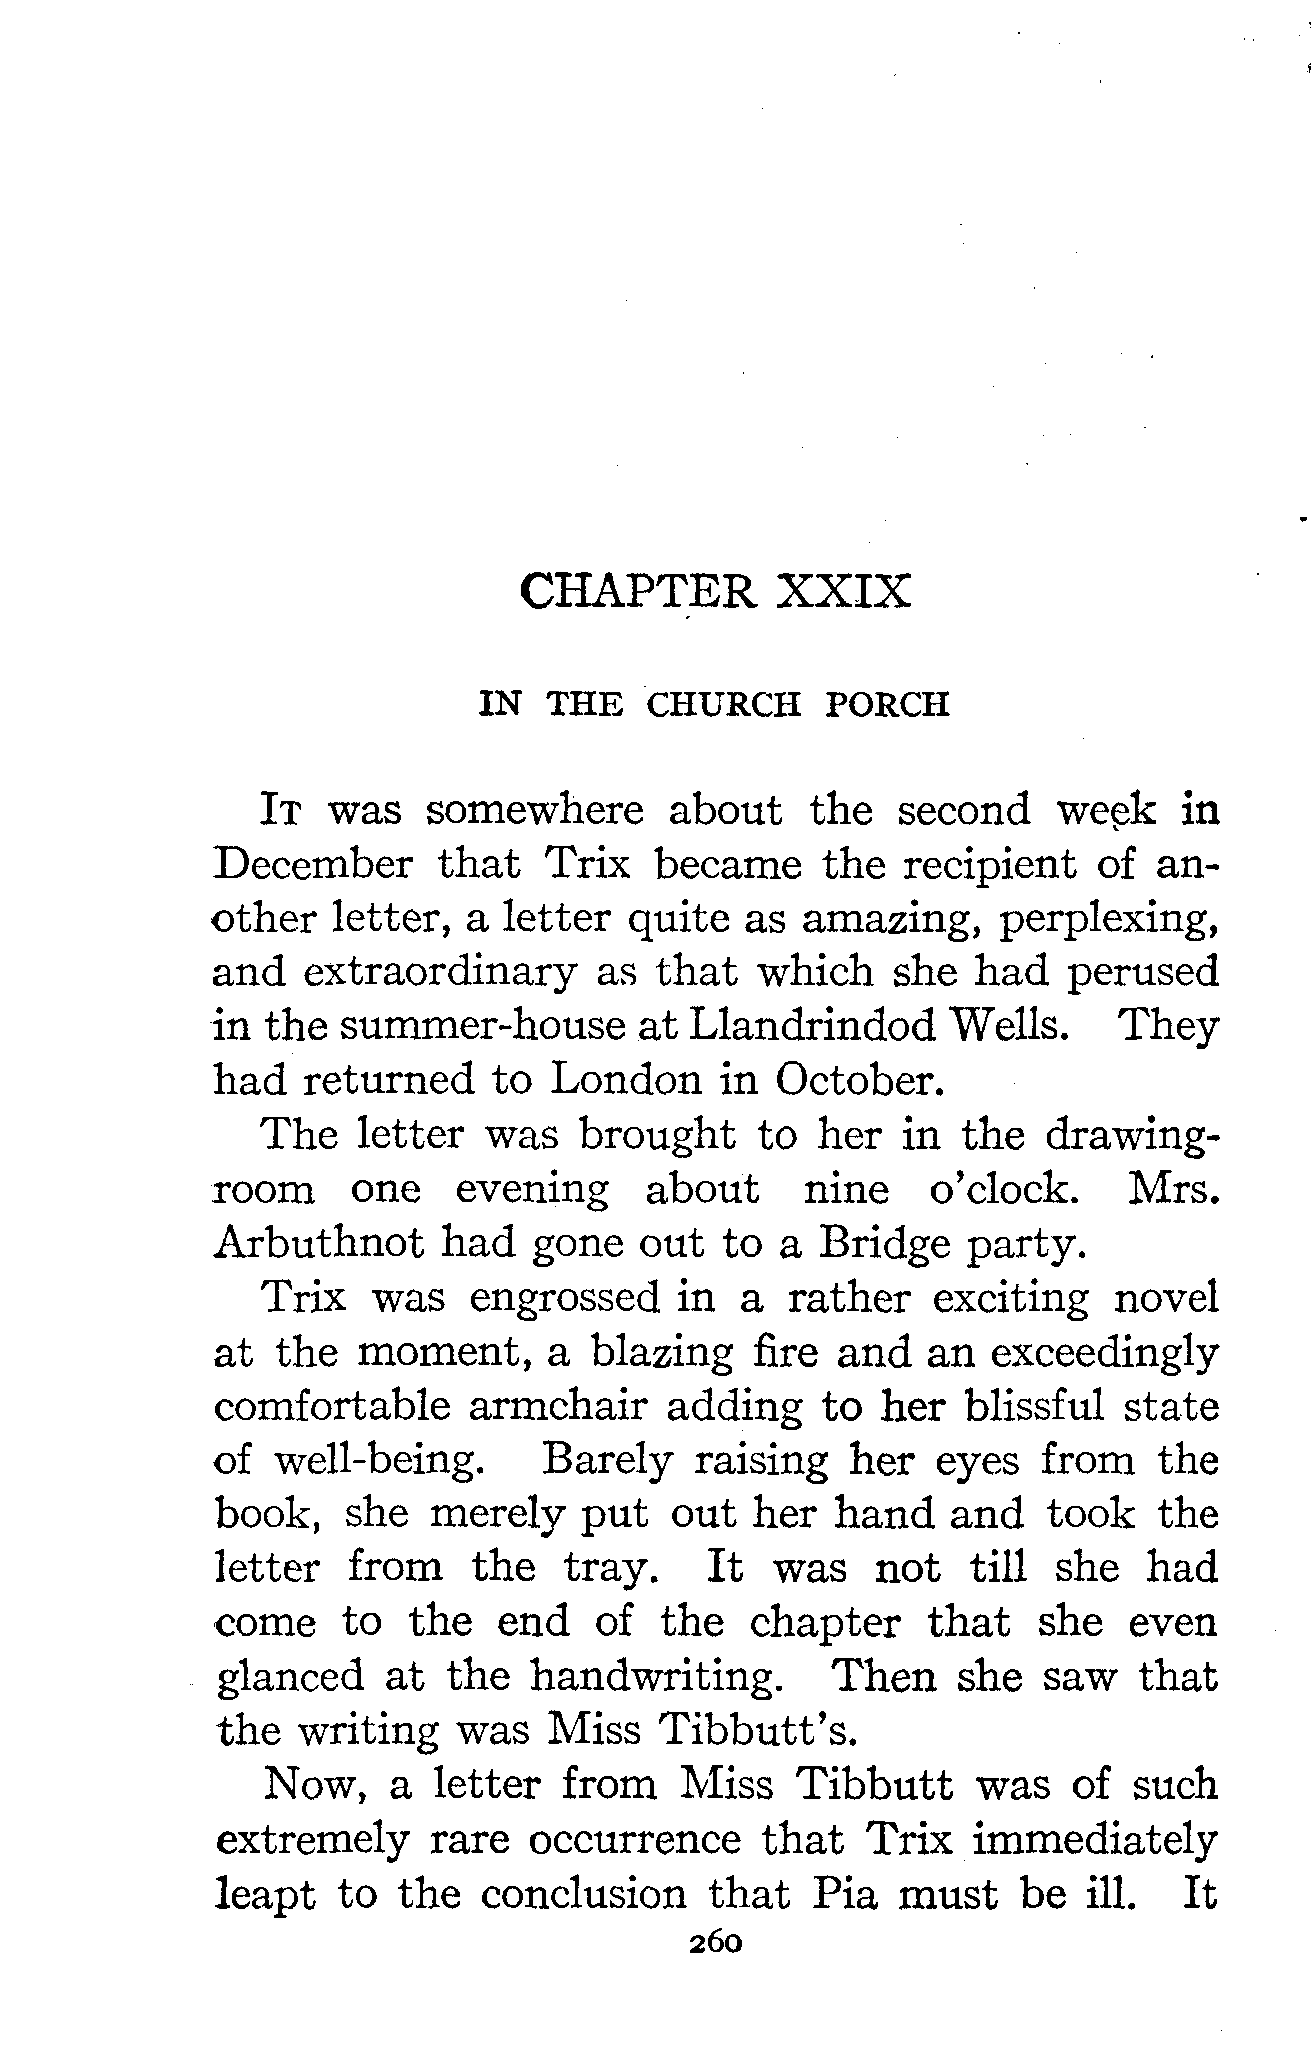 CHAPTER XXIX
IN THE CHURCH PORCH
IT was somewhere about the second week in
December that Trix became the recipient of an-
other letter, a letter quite as amazing, perplexing,
and extraordinary as that which she had perused
in the summer-house at Llandrindod Wells. They
had returned to London in October.
The letter was brought to her in the drawing-
room one evening about nine o'clock. Mrs.
Arbuthnot had gone out to a Bridge party.
Trix was engrossed in a rather exciting novel
at the moment, a blazing fire and an exceedingly
comfortable armchair adding to her blissful state
of well-being. Barely raising her eyes from the
book, she merely put out her hand and took the
letter from the tray. It was not till she had
come to the end of the chapter that she even
glanced at the handwriting. Then she saw that
the writing was Miss Tibbutt's.
Now, a letter from Miss Tibbutt was of such
extremely rare occurrence that Trix immediately
leapt to the conclusion that Pia must be ill. It
260